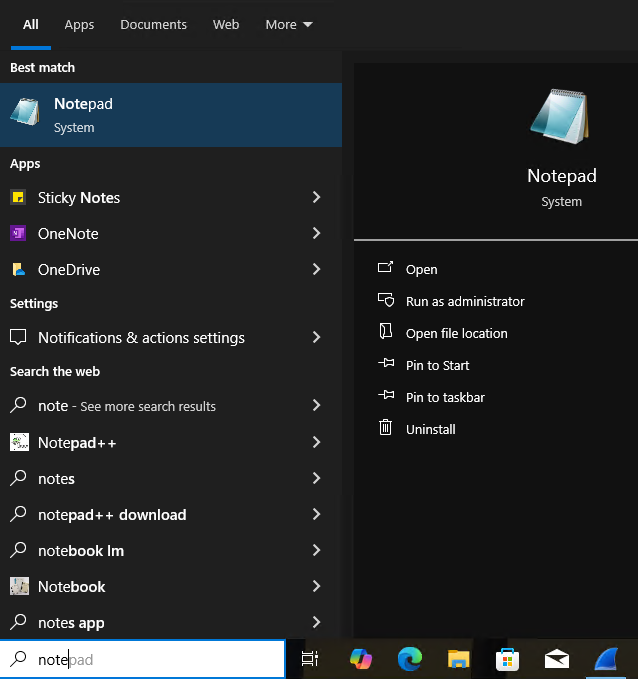 All Apps Documents Web More
Best match
Notepad
System
Apps
Sticky Notes
OneNote
OneDrive
Settings
Notifications & actions settings
Search the web
note - See more search results
Notepad++
notes
notepad++ download
notebook lm
Notebook
notes app
notepad
Notepad
System
Open
Run as administrator
Open file location
Pin to Start
Pin to taskbar
Uninstall